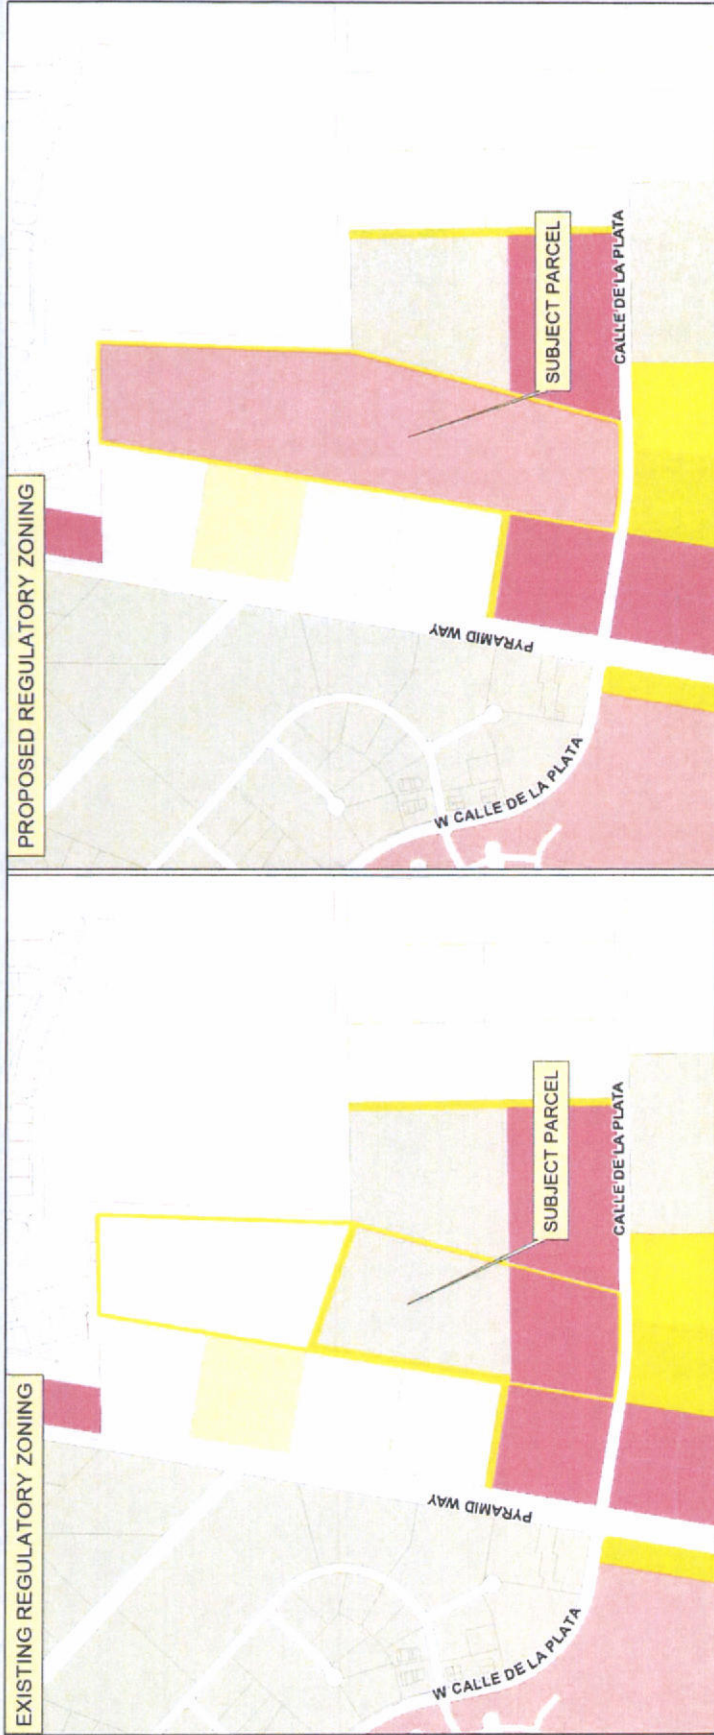 EXISTING REGULATORY ZONING
SUBJECT PARCEL
PYRAMID WAY
W CALLE DE LA PLATA
CALLE DE LA PLATA
PROPOSED REGULATORY ZONING
SUBJECT PARCEL
PYRAMID WAY
W CALLE DE LA PLATA
CALLE DE LA PLATA